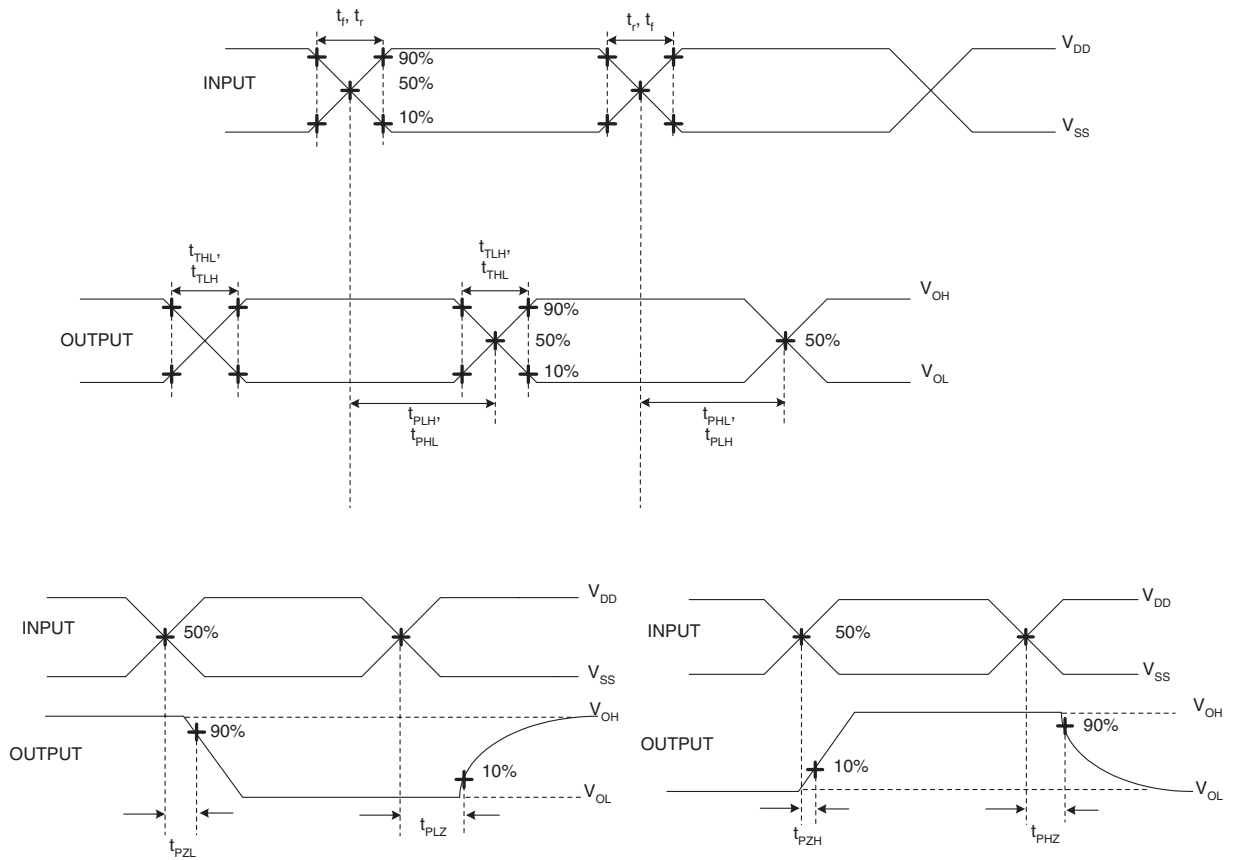 tf, tr
tr, tf
VDD
90%
INPUT
50%
10%
VSS
tTHL,
tTLH
tTLH,
tTHL
VOH
90%
OUTPUT
50%
50%
10%
VOL
tPLH,
tPHL
tPHL,
tPLH
VDD
INPUT
50%
VSS
VOH
90%
OUTPUT
10%
VOL
tPZL
tPLZ
VDD
INPUT
50%
VSS
VOH
90%
OUTPUT
10%
VOL
tPZH
tPHZ